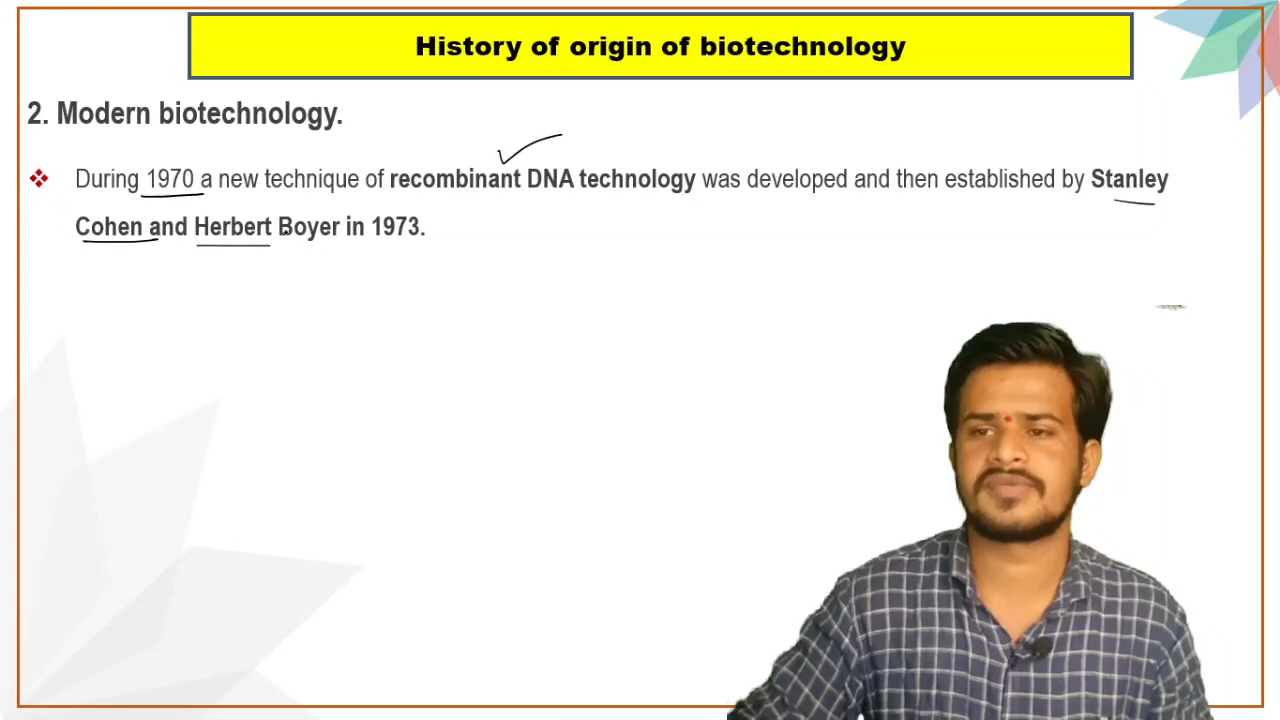 History of origin of biotechnology
2. Modern biotechnology.
During 1970 a new technique of recombinant DNA technology was developed and then established by Stanley
Cohen and Herbert Boyer in 1973.